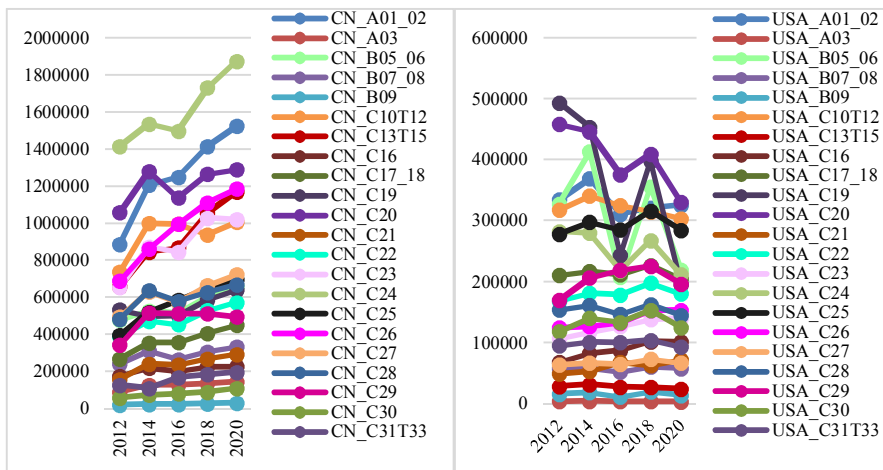 2000000
1800000
1600000
1400000
1200000
1000000
800000
600000
400000
200000
0
2012
2014
2016
2018
2020
CN_A01_02
CN_A03
CN_B05_06
CN_B07_08
CN_B09
CN_C10T12
CN_C13T15
CN_C16
CN_C17_18
CN_C19
CN_C20
CN_C21
CN_C22
CN_C23
CN_C24
CN_C25
CN_C26
CN_C27
CN_C28
CN_C29
CN_C30
CN_C31T33
600000
500000
400000
300000
200000
100000
0
2012
2014
2016
2018
2020
USA_A01_02
USA_A03
USA_B05_06
USA_B07_08
USA_B09
USA_C10T12
USA_C13T15
USA_C16
USA_C17_18
USA_C19
USA_C20
USA_C21
USA_C22
USA_C23
USA_C24
USA_C25
USA_C26
USA_C27
USA_C28
USA_C29
USA_C30
USA_C31T33